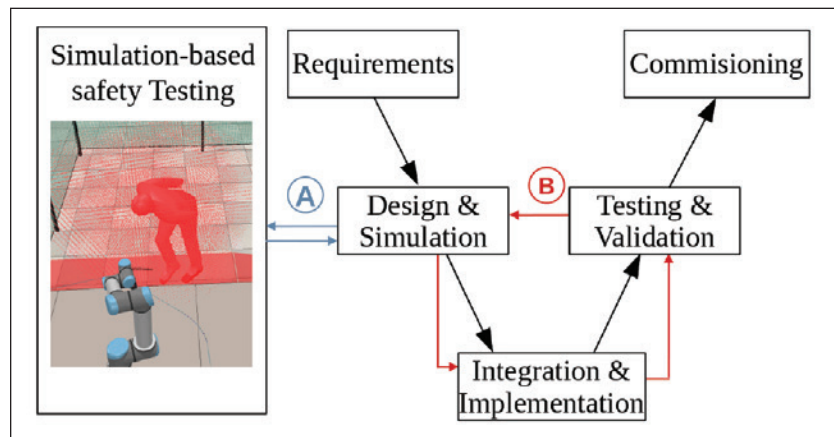 Simulation-based
safety Testing
Requirements
Commisioning
A
B
Design &
Simulation
Testing &
Validation
Integration &
Implementation